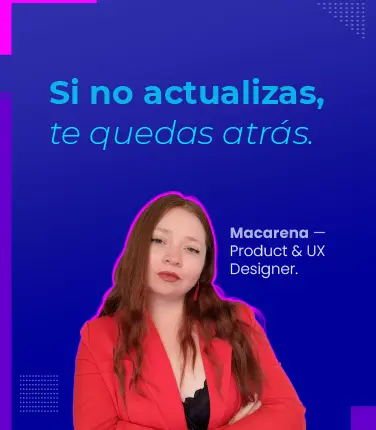 Si no actualizas,
te quedas atrás.
Macarena —
Product & UX
Designer.